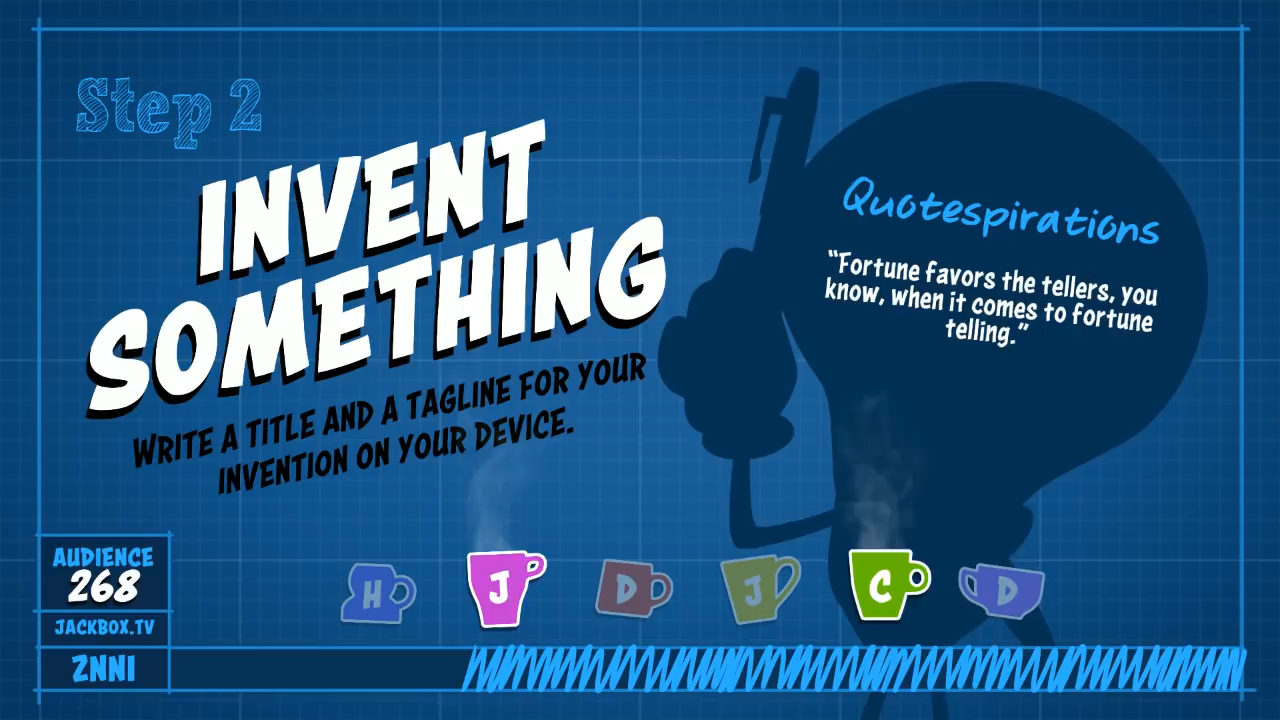 Step 2
INVENT
SOMETHING
WRITE A TITLE AND A TAGLINE FOR YOUR
INVENTION ON YOUR DEVICE.
Quotespirations
"Fortune favors the tellers, you
know, when it comes to fortune
telling."
H
J
D
J
C
D
AUDIENCE
268
JACKBOX.TV
ZNNI